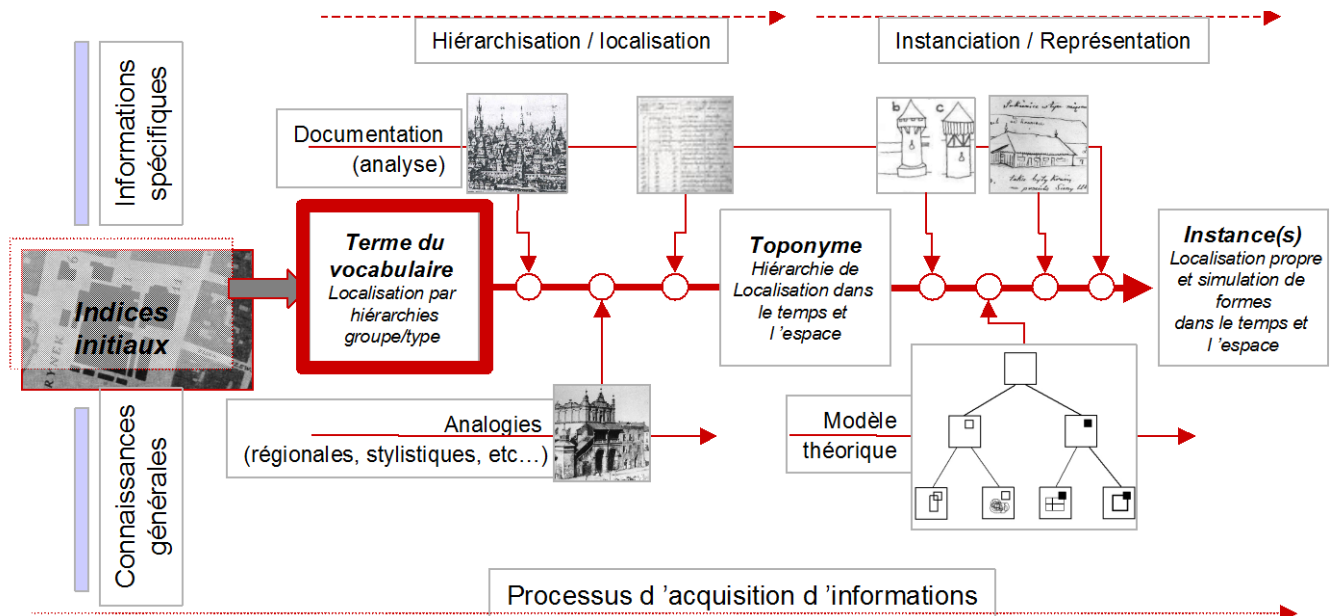 Hiérarchisation / localisation
Instanciation / Représentation
Informations
spécifiques
Documentation
(analyse)
b
c
Indices
initiaux
RYNEK
Terme du
vocabulaire
Localisation par
hiérarchies
groupe/type
Toponyme
Hiérarchie de
Localisation dans
le temps et
l ’espace
Instance(s)
Localisation propre
et simulation de
formes
dans le temps et
l ’espace
Connaissances
générales
Analogies
(régionales, stylistiques, etc…)
Modèle
théorique
Processus d ’acquisition d ’informations